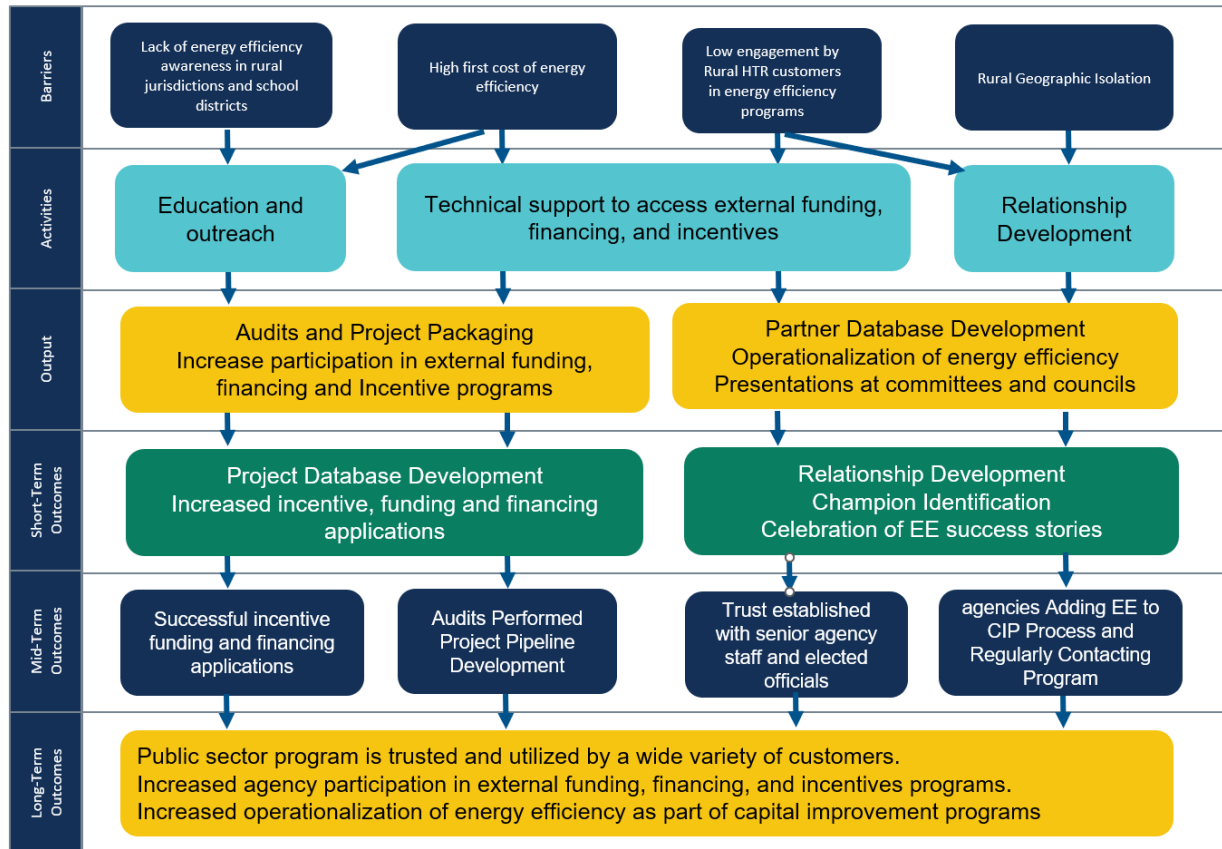 Barriers
Lack of energy efficiency
awareness in rural
jurisdictions and school
districts
High first cost of energy
efficiency
Low engagement by
Rural HTR customers
in energy efficiency
programs
Rural Geographic Isolation
Activities
Education and
outreach
Technical support to access external funding,
financing, and incentives
Relationship
Development
Output
Audits and Project Packaging
Increase participation in external funding,
financing and Incentive programs
Partner Database Development
Operationalization of energy efficiency
Presentations at committees and councils
Short-Term
Outcomes
Project Database Development
Increased incentive, funding and financing
applications
Relationship Development
Champion Identification
Celebration of EE success stories
Mid-Term
Outcomes
Successful incentive
funding and financing
applications
Audits Performed
Project Pipeline
Development
Trust established
with senior agency
staff and elected
officials
agencies Adding EE to
CIP Process and
Regularly Contacting
Program
Long-Term
Outcomes
Public sector program is trusted and utilized by a wide variety of customers.
Increased agency participation in external funding, financing, and incentives programs.
Increased operationalization of energy efficiency as part of capital improvement programs